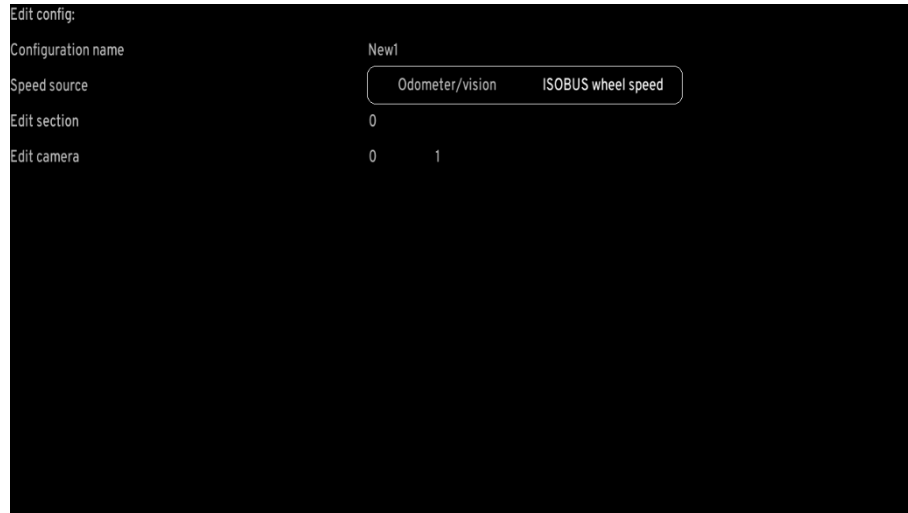 Edit config:
Configuration name New1
Speed source Odometer/vision ISOBUS wheel speed
Edit section 0
Edit camera 0 1